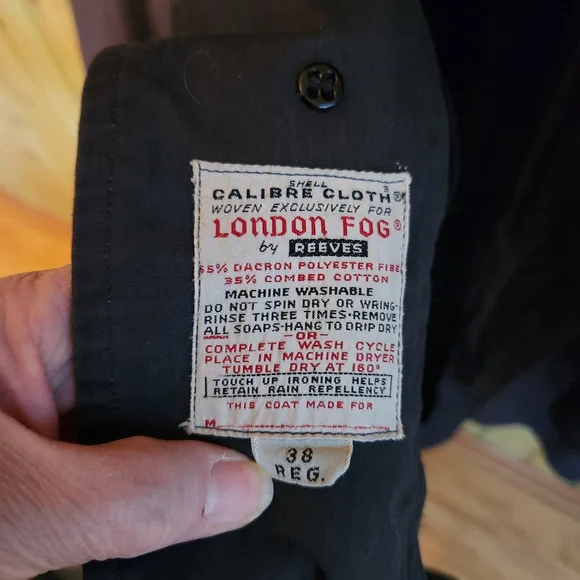 SHELL
CALIBRE CLOTH®
3
WOVEN EXCLUSIVELY FOR
LONDON FOG®
by REEVES
65% DACRON POLYESTER FIBE
35% COMBED COTTON
MACHINE WASHABLE
DO NOT SPIN DRY OR WRING-
RINSE THREE TIMES·REMOVE
ALL SOAPS-HANG TO DRIP DRY
-OR-
COMPLETE WASH CYCLE
PLACE IN MACHINE DRYER
TUMBLE DRY AT 160°
TOUCH UP IRONING HELPS
RETAIN RAIN REPELLENCY
THIS COAT MADE FOR
M
38
REG.